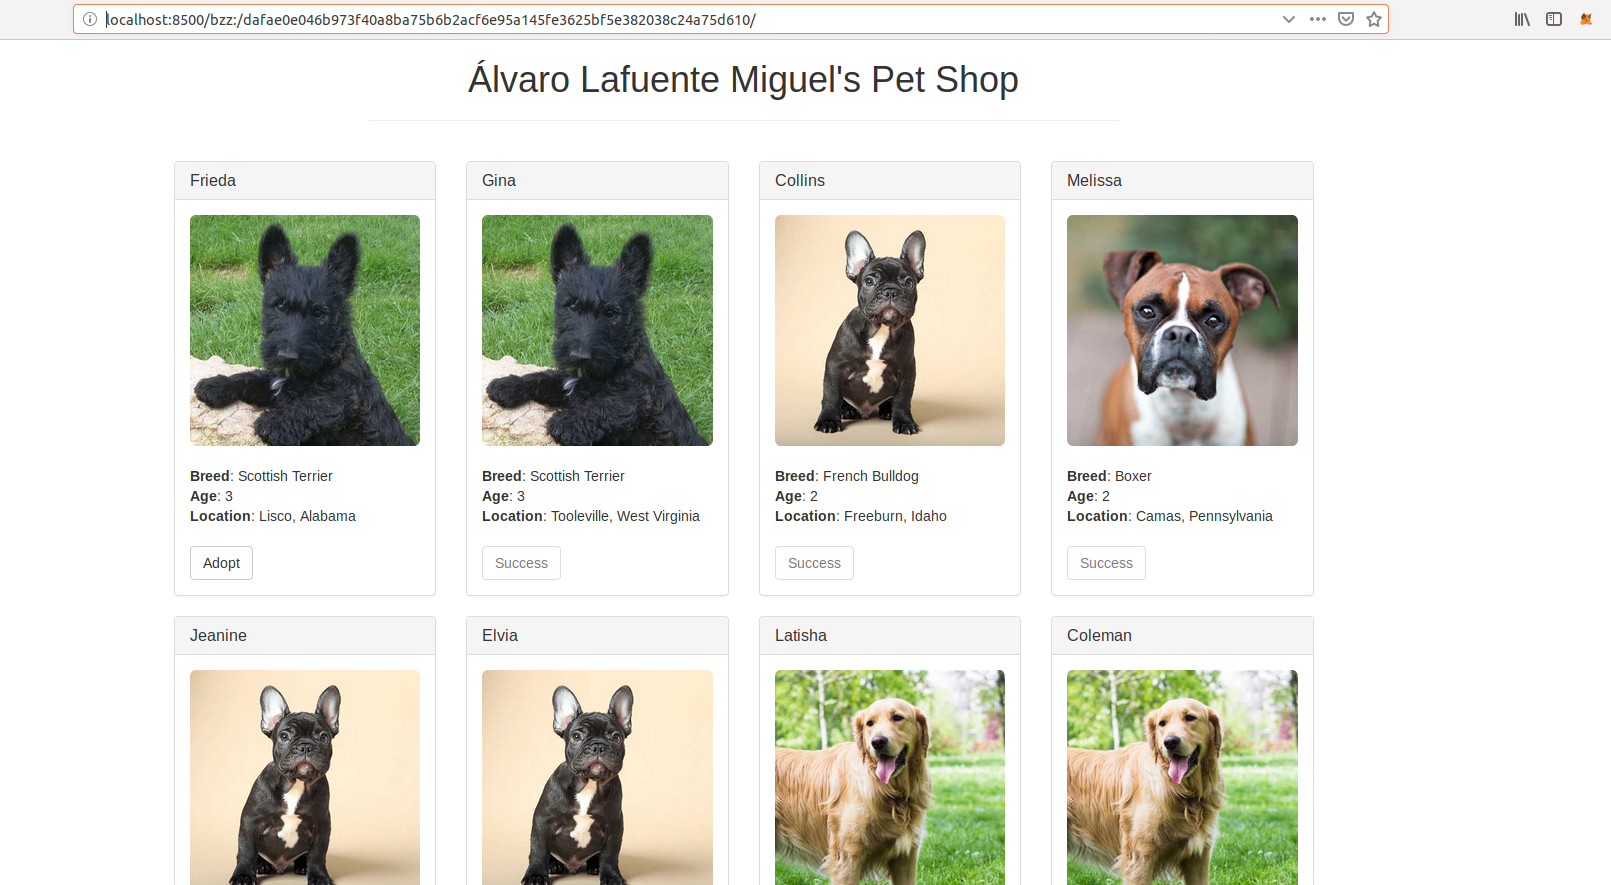 localhost:8500/bzz:/dafae0e046b973f40a8ba75b6b2acf6e95a145fe3625bf5e382038c24a75d610/
Álvaro Lafuente Miguel's Pet Shop
Frieda
Breed: Scottish Terrier
Age: 3
Location: Lisco, Alabama
Adopt
Gina
Breed: Scottish Terrier
Age: 3
Location: Tooleville, West Virginia
Success
Collins
Breed: French Bulldog
Age: 2
Location: Freeburn, Idaho
Success
Melissa
Breed: Boxer
Age: 2
Location: Camas, Pennsylvania
Success
Jeanine
Elvia
Latisha
Coleman